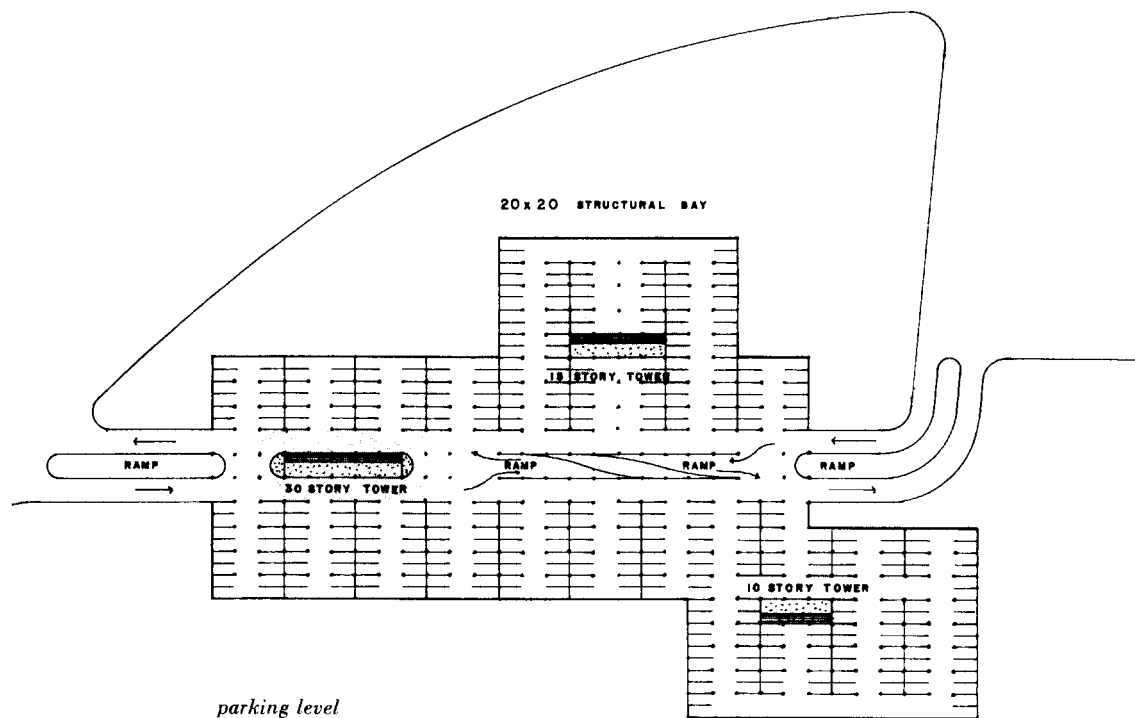 20 x 20 STRUCTURAL BAY
15 STORY TOWER
RAMP
RAMP
RAMP
RAMP
30 STORY TOWER
10 STORY TOWER
parking level